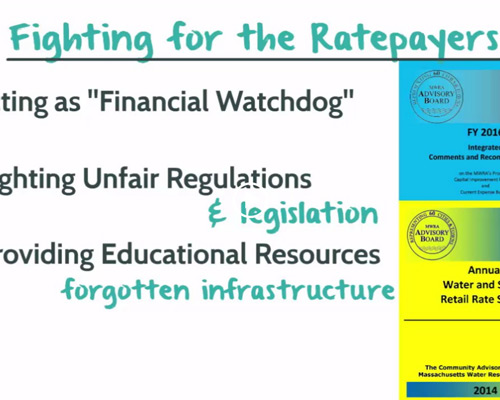 Fighting for the Ratepayers
cting as "Financial Watchdog"
ghting Unfair Regulations
& legislation
roviding Educational Resources
forgotten infrastructure
MWRA
ADVISORY
BOARD
FY 2016
Integrated
Comments and Recom
on the MWRA's Pro
Capital Improvement
and
Current Expense
MWRA
ADVISORY
BOARD
Annua
Water and S
Retail Rate S
The Community Advisor
Massachusetts Water Res
2014